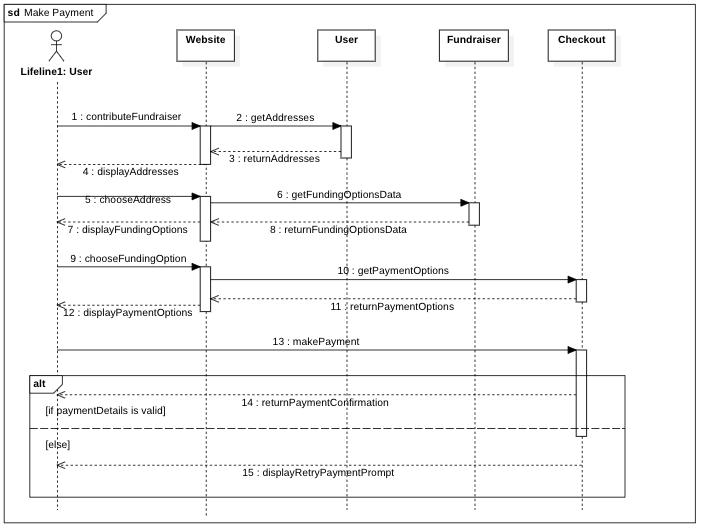 sd Make Payment
Website
User
Fundraiser
Checkout
Lifeline1: User
1 : contributeFundraiser
2 : getAddresses
3 : returnAddresses
4 : displayAddresses
5 : chooseAddress
6 : getFundingOptionsData
7 : displayFundingOptions
8 : returnFundingOptionsData
9 : chooseFundingOption
10 : getPaymentOptions
11 : returnPaymentOptions
12 : displayPaymentOptions
13 : makePayment
alt
14 : returnPaymentConfirmation
[if paymentDetails is valid]
[else]
15 : displayRetryPaymentPrompt